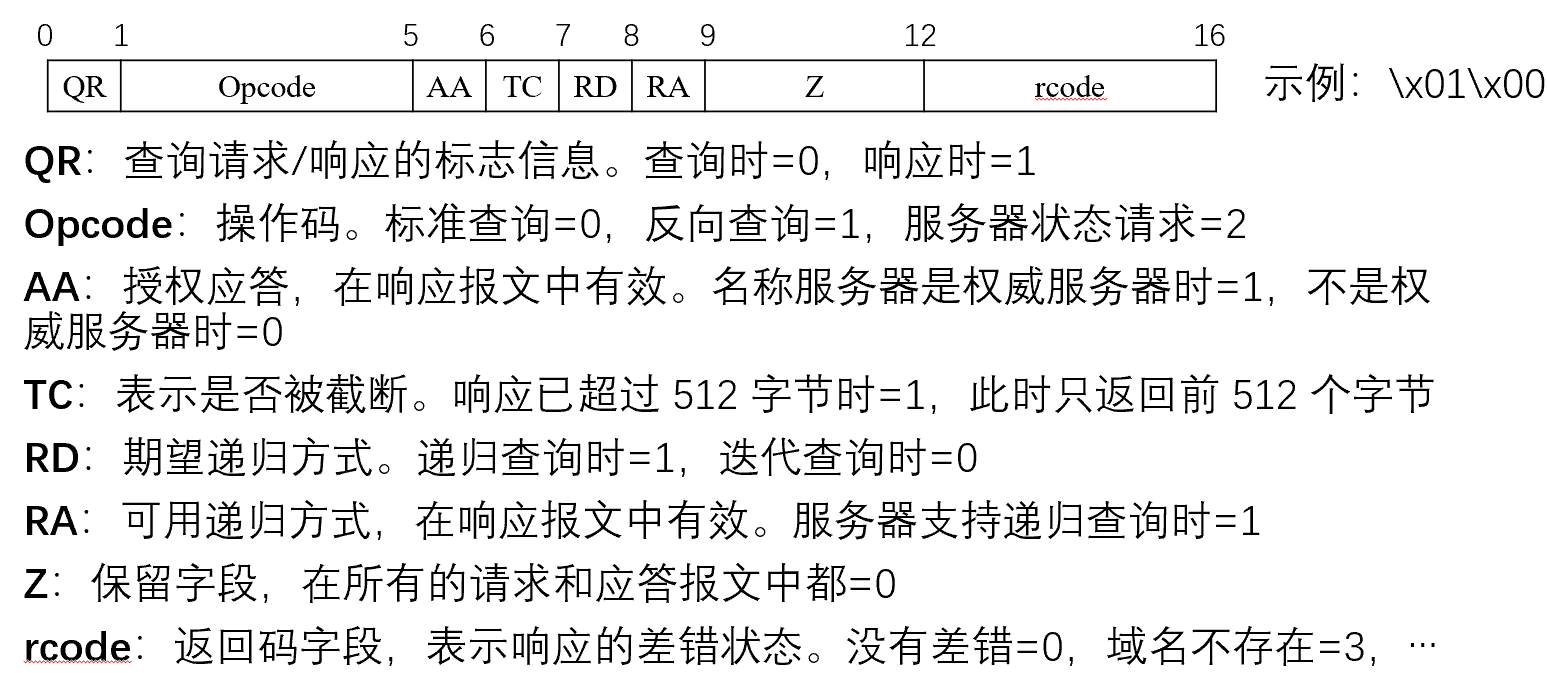 0 1 5 6 7 8 9 12 16
QR Opcode AA TC RD RA Z rcode 示例：\x01\x00
QR：查询请求/响应的标志信息。查询时=0，响应时=1
Opcode：操作码。标准查询=0，反向查询=1，服务器状态请求=2
AA：授权应答，在响应报文中有效。名称服务器是权威服务器时=1，不是权
威服务器时=0
TC：表示是否被截断。响应已超过 512 字节时=1，此时只返回前 512 个字节
RD：期望递归方式。递归查询时=1，迭代查询时=0
RA：可用递归方式，在响应报文中有效。服务器支持递归查询时=1
Z：保留字段，在所有的请求和应答报文中都=0
rcode：返回码字段，表示响应的差错状态。没有差错=0，域名不存在=3，…